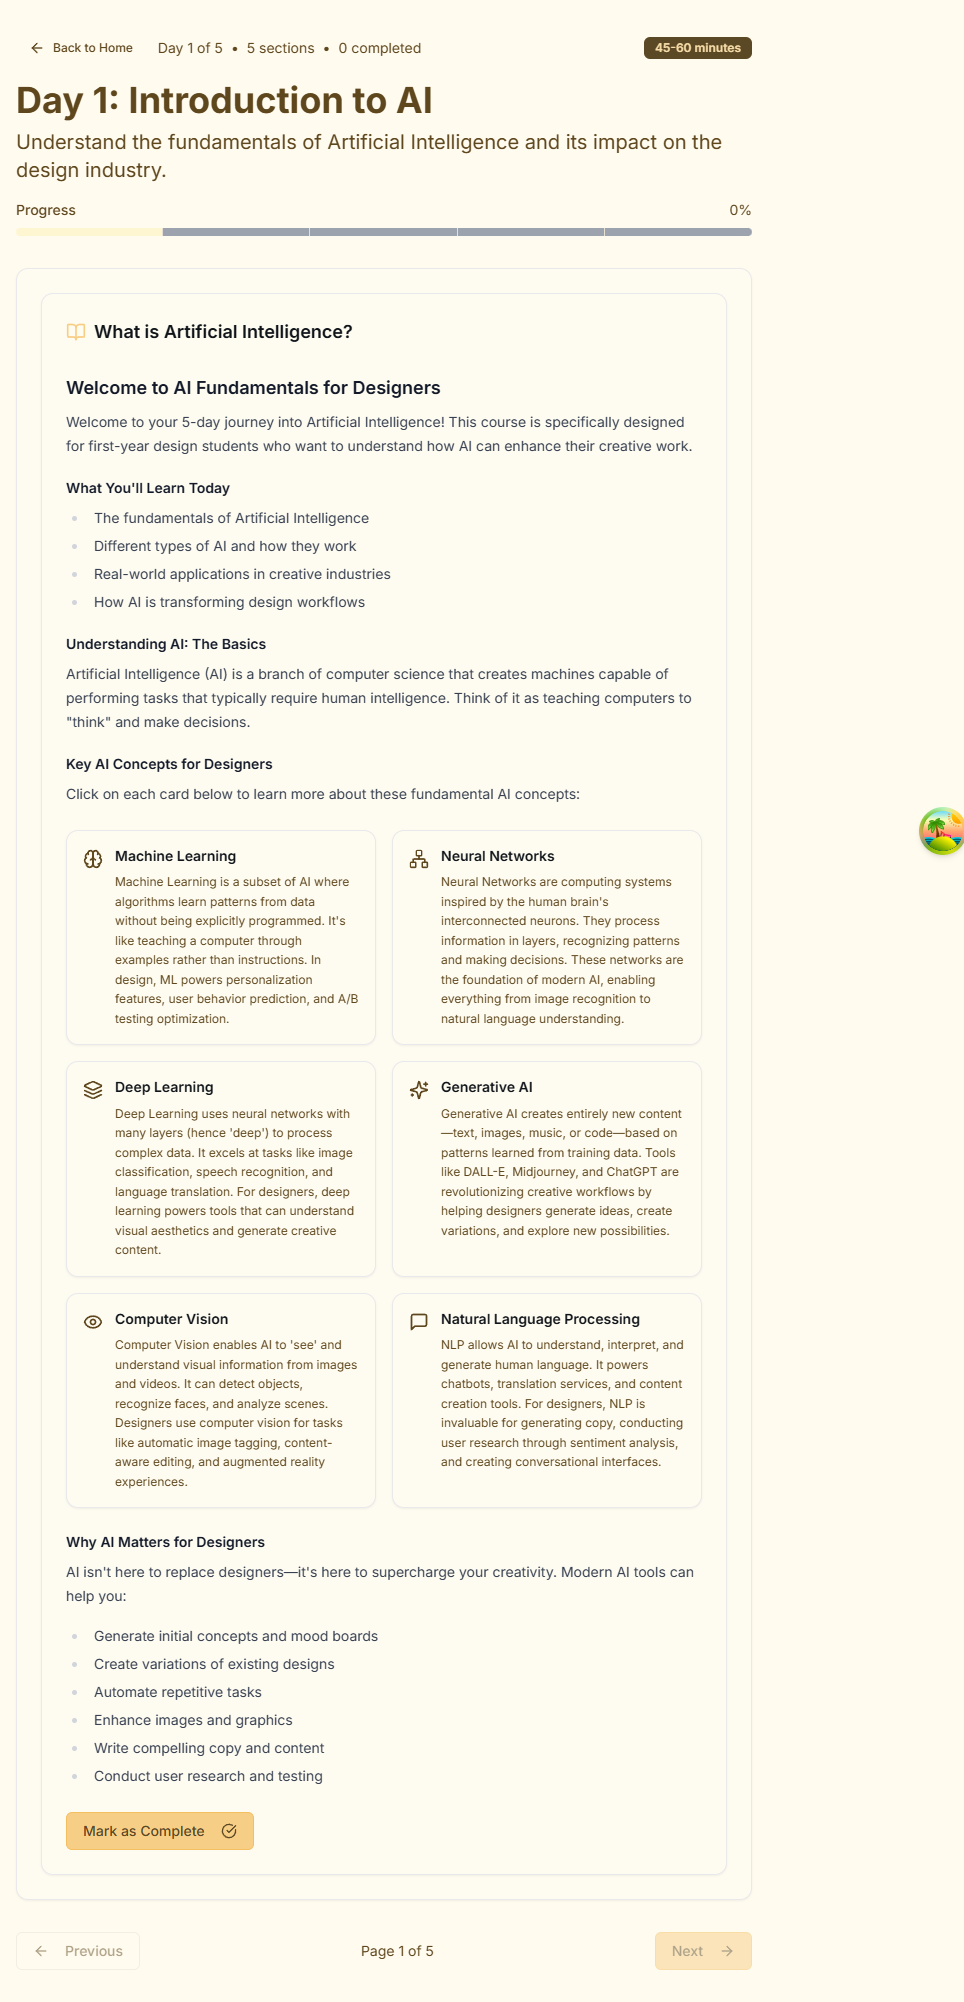 Back to Home
Day 1 of 5 • 5 sections • 0 completed
45-60 minutes
Day 1: Introduction to AI
Understand the fundamentals of Artificial Intelligence and its impact on the
design industry.
Progress
0%
What is Artificial Intelligence?
Welcome to AI Fundamentals for Designers
Welcome to your 5-day journey into Artificial Intelligence! This course is specifically designed
for first-year design students who want to understand how AI can enhance their creative work.
What You'll Learn Today
The fundamentals of Artificial Intelligence
Different types of AI and how they work
Real-world applications in creative industries
How AI is transforming design workflows
Understanding AI: The Basics
Artificial Intelligence (AI) is a branch of computer science that creates machines capable of
performing tasks that typically require human intelligence. Think of it as teaching computers to
"think" and make decisions.
Key AI Concepts for Designers
Click on each card below to learn more about these fundamental AI concepts:
Machine Learning
Machine Learning is a subset of AI where
algorithms learn patterns from data
without being explicitly programmed. It's
like teaching a computer through
examples rather than instructions. In
design, ML powers personalization
features, user behavior prediction, and A/B
testing optimization.
Neural Networks
Neural Networks are computing systems
inspired by the human brain's
interconnected neurons. They process
information in layers, recognizing patterns
and making decisions. These networks are
the foundation of modern AI, enabling
everything from image recognition to
natural language understanding.
Deep Learning
Deep Learning uses neural networks with
many layers (hence 'deep') to process
complex data. It excels at tasks like image
classification, speech recognition, and
language translation. For designers, deep
learning powers tools that can understand
visual aesthetics and generate creative
content.
Generative AI
Generative AI creates entirely new content
—text, images, music, or code—based on
patterns learned from training data. Tools
like DALL-E, Midjourney, and ChatGPT are
revolutionizing creative workflows by
helping designers generate ideas, create
variations, and explore new possibilities.
Computer Vision
Computer Vision enables AI to 'see' and
understand visual information from images
and videos. It can detect objects,
recognize faces, and analyze scenes.
Designers use computer vision for tasks
like automatic image tagging, content-
aware editing, and augmented reality
experiences.
Natural Language Processing
NLP allows AI to understand, interpret, and
generate human language. It powers
chatbots, translation services, and content
creation tools. For designers, NLP is
invaluable for generating copy, conducting
user research through sentiment analysis,
and creating conversational interfaces.
Why AI Matters for Designers
AI isn't here to replace designers—it's here to supercharge your creativity. Modern AI tools can
help you:
Generate initial concepts and mood boards
Create variations of existing designs
Automate repetitive tasks
Enhance images and graphics
Write compelling copy and content
Conduct user research and testing
Mark as Complete
Previous
Page 1 of 5
Next